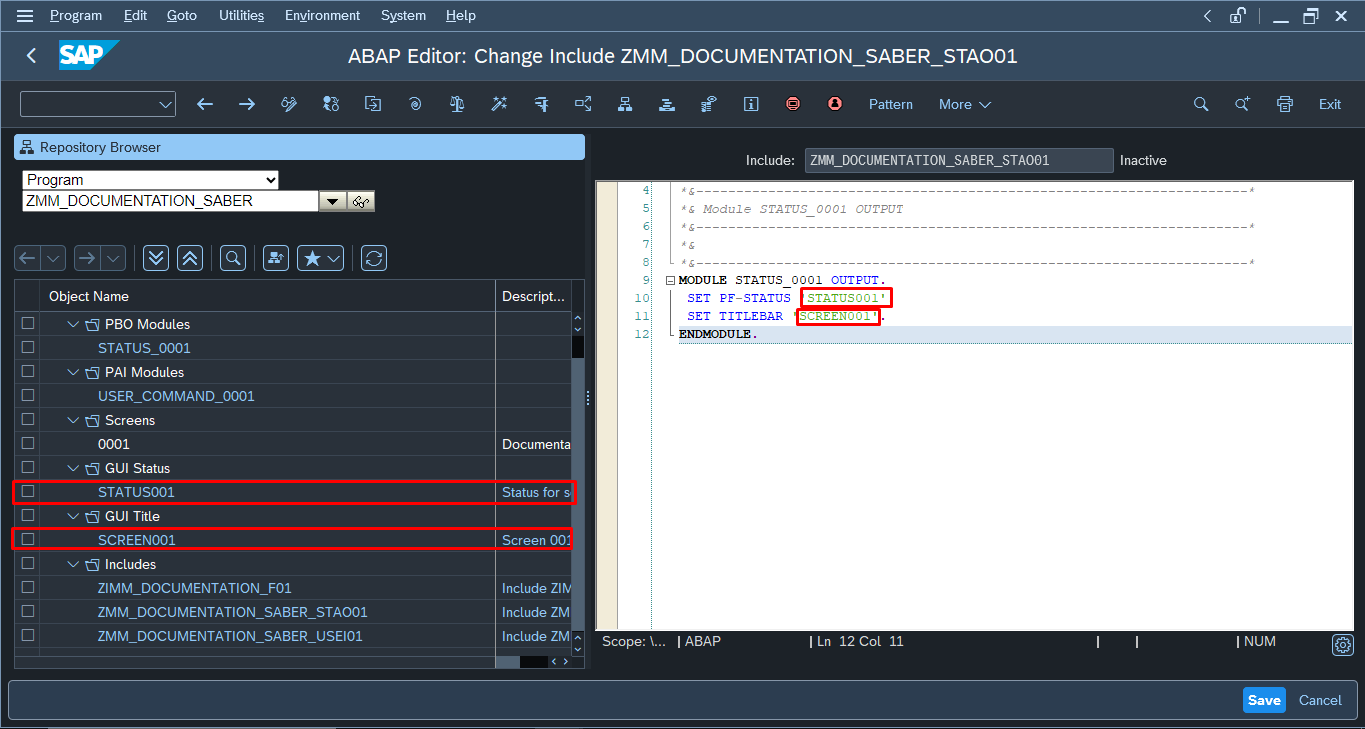 Program Edit Goto Utilities Environment System Help
SAP ABAP Editor: Change Include ZMM_DOCUMENTATION_SABER_STAO01
Pattern More Exit
Repository Browser
Program
ZMM_DOCUMENTATION_SABER
Object Name Descript...
PBO Modules
STATUS_0001
PAI Modules
USER_COMMAND_0001
Screens
0001 Documenta
GUI Status
STATUS001 Status for s
GUI Title
SCREEN001 Screen 001
Includes
ZIMM_DOCUMENTATION_F01 Include ZIM
ZMM_DOCUMENTATION_SABER_STAO01 Include ZM
ZMM_DOCUMENTATION_SABER_USEI01 Include ZM
Include: ZMM_DOCUMENTATION_SABER_STAO01 Inactive
4 *&---------------------------------------------------------------------*
5 *& Module STATUS_0001 OUTPUT
6 *&---------------------------------------------------------------------*
7 *&
8 *&---------------------------------------------------------------------*
9 MODULE STATUS_0001 OUTPUT.
10 SET PF-STATUS 'STATUS001'
11 SET TITLEBAR 'SCREEN001'.
12 ENDMODULE.
Scope: \... | ABAP | Ln 12 Col 11 | | | NUM
Save Cancel